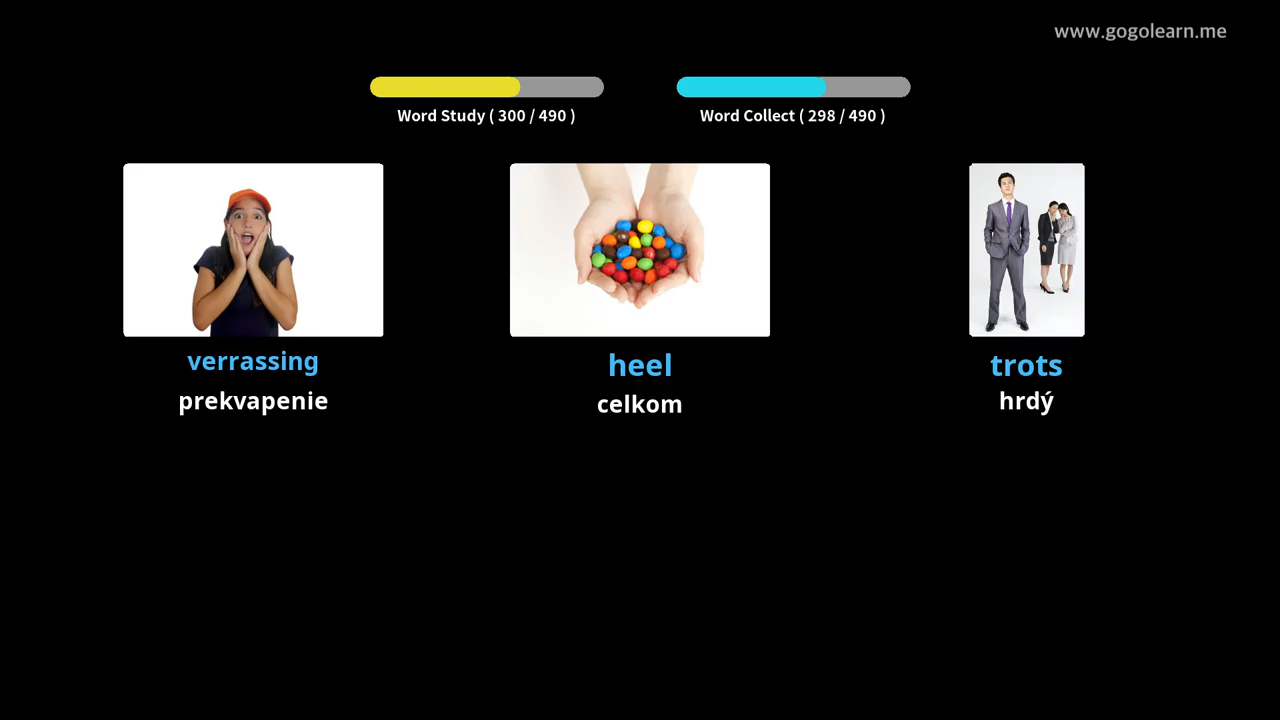 www.gogolearn.me
Word Study ( 300 / 490 )
Word Collect ( 298 / 490 )
verrassing
prekvapenie
heel
celkom
trots
hrdý